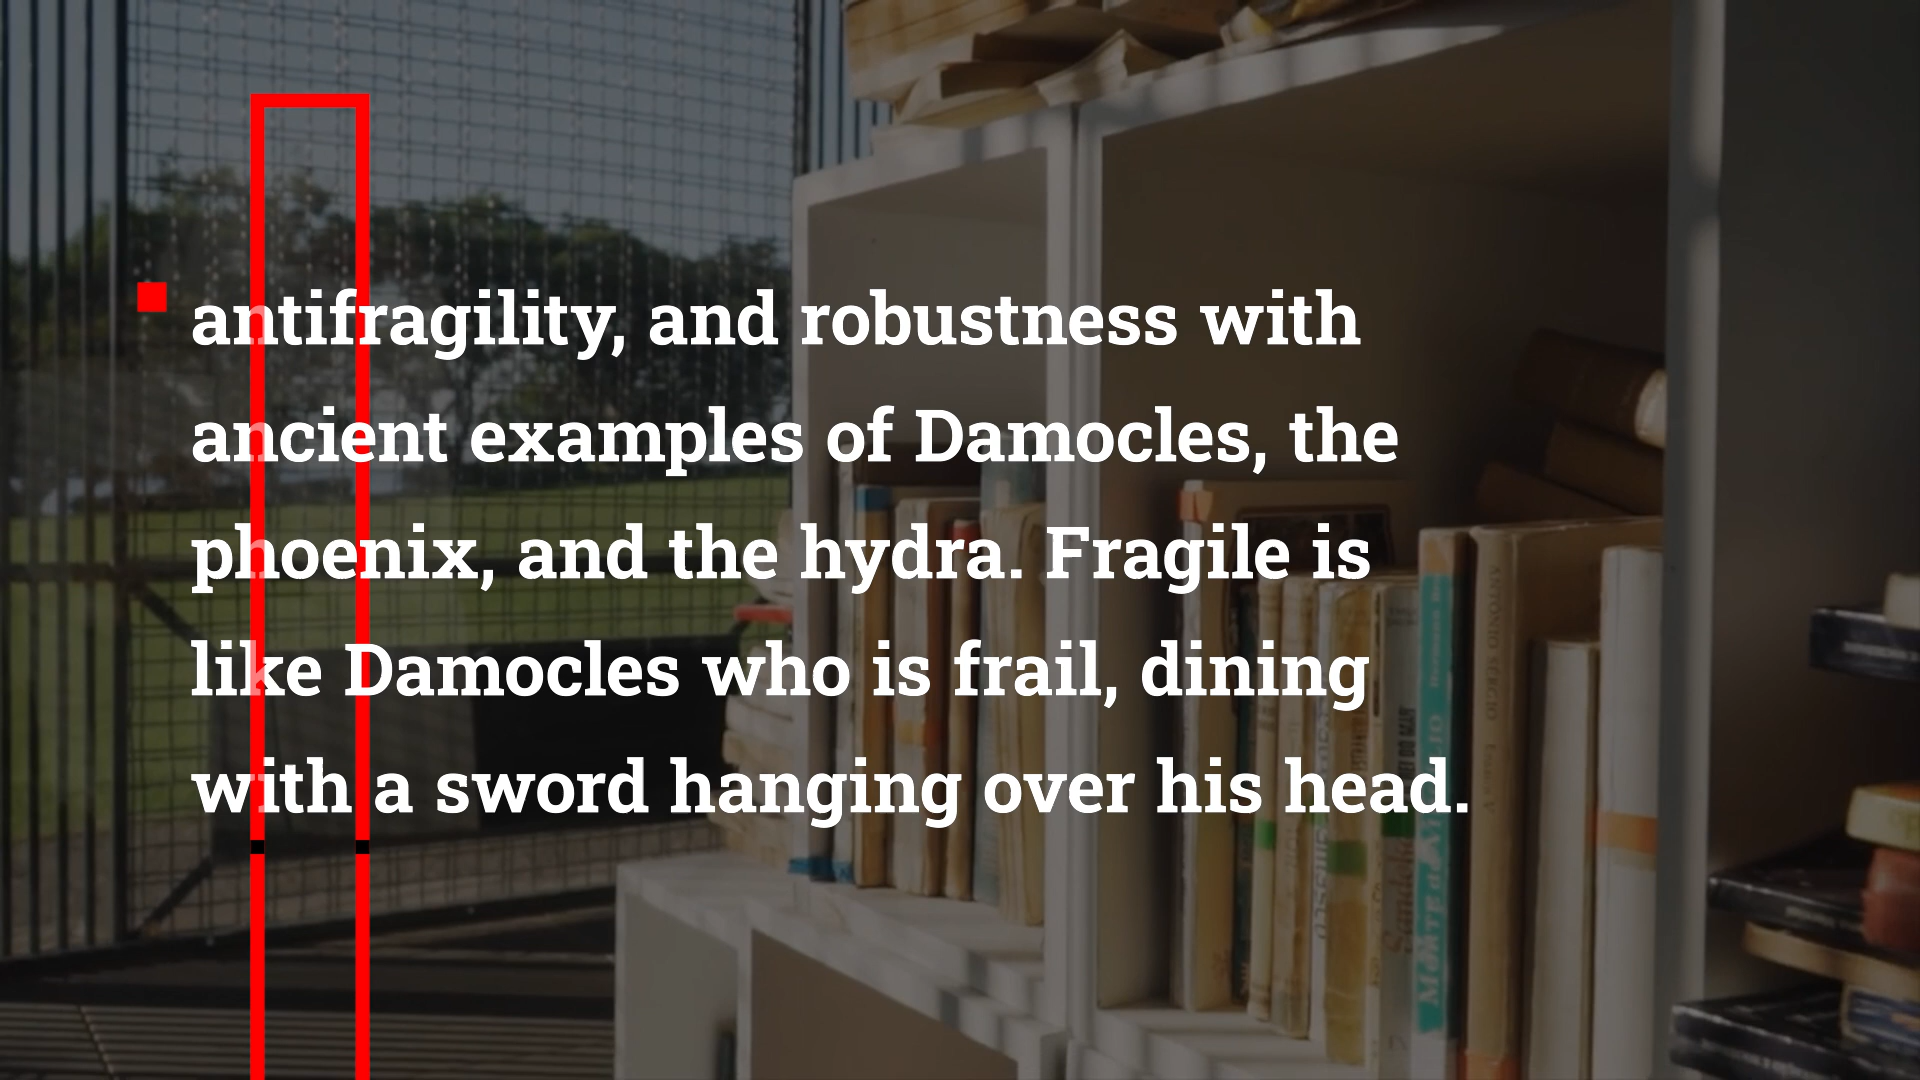 antifragility, and robustness with
ancient examples of Damocles, the
phoenix, and the hydra. Fragile is
like Damocles who is frail, dining
with a sword hanging over his head.
MONTE